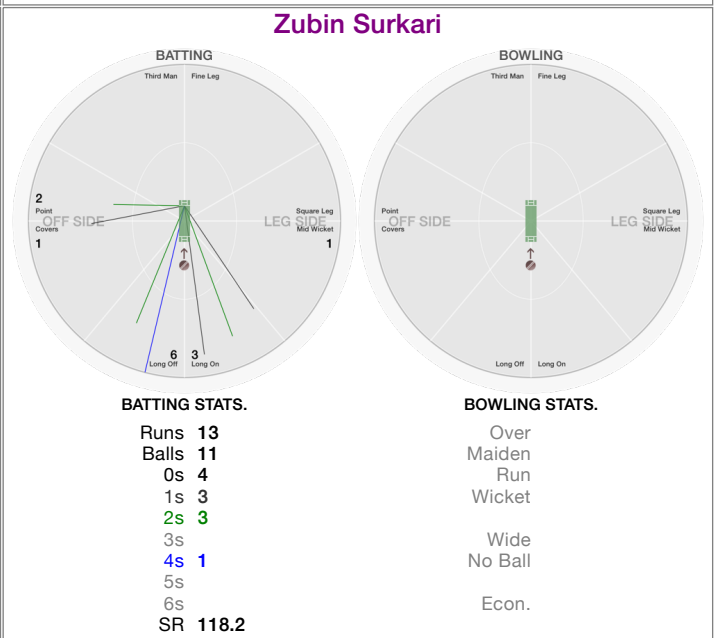 Zubin Surkari
BATTING
Third Man Fine Leg
2
Point
OFF SIDE
Covers
1
Square Leg
LEG SIDE
Mid Wicket
1
6 3
Long Off Long On
BOWLING
Third Man Fine Leg
Point
OFF SIDE
Covers
Square Leg
LEG SIDE
Mid Wicket
Long Off Long On
BATTING STATS.
Runs 13
Balls 11
0s 4
1s 3
2s 3
3s
4s 1
5s
6s
SR 118.2
BOWLING STATS.
Over
Maiden
Run
Wicket
Wide
No Ball
Econ.